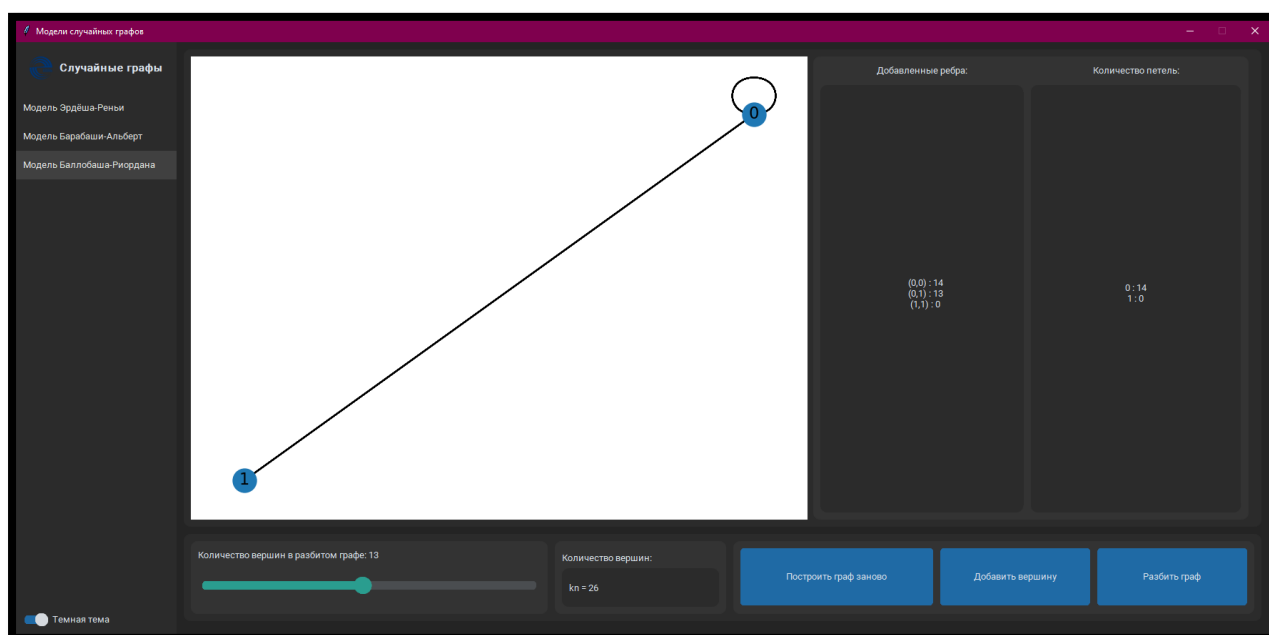 Модели случайных графов
Случайные графы
Модель Эрдёша-Реньи
Модель Барабаши-Альберт
Модель Баллобаша-Риордана
Темная тема
0
1
Добавленные ребра:
(0,0) : 14
(0,1) : 13
(1,1) : 0
Количество петель:
0 : 14
1 : 0
Количество вершин в разбитом графе: 13
Количество вершин:
kn = 26
Построить граф заново
Добавить вершину
Разбить граф